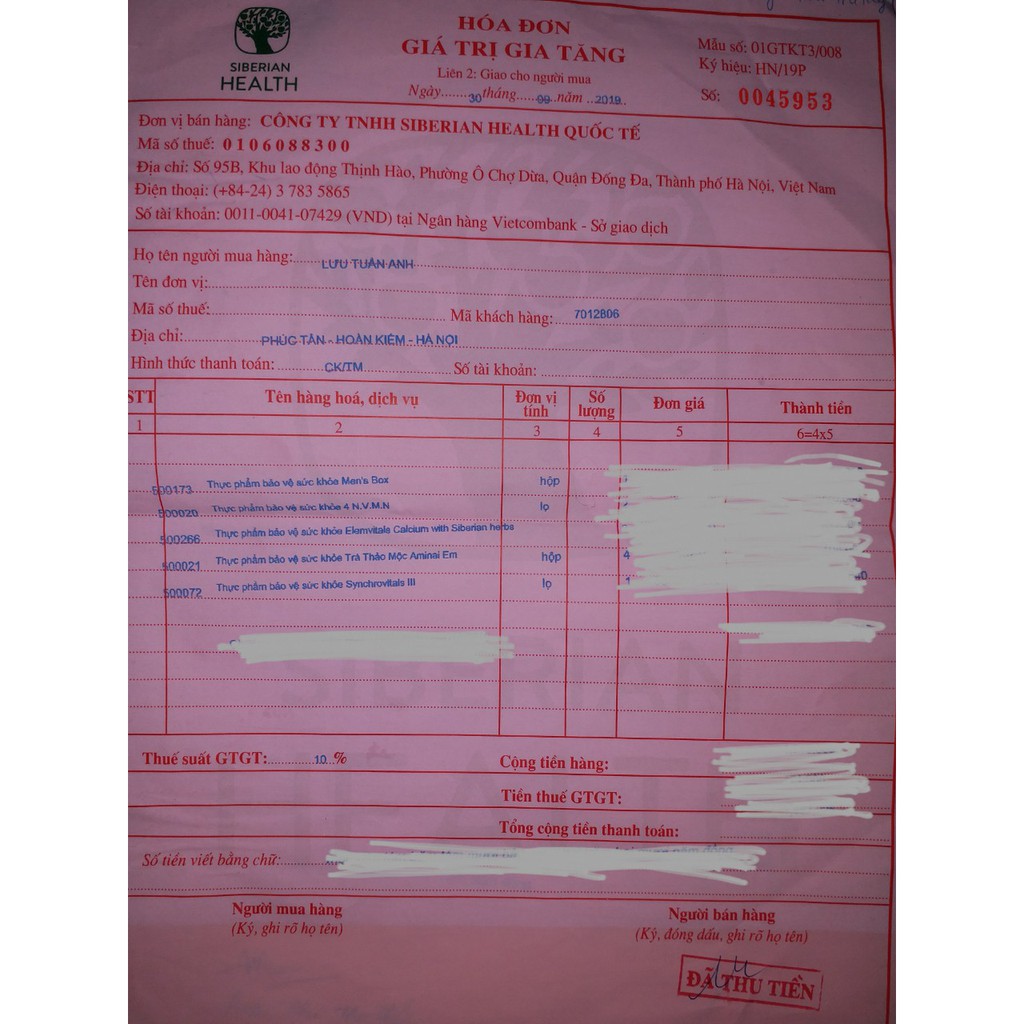 SIBERIAN
HEALTH
HÓA ĐƠN
GIÁ TRỊ GIA TĂNG
Liên 2: Giao cho người mua
Ngày........30tháng......09...năm ..2019..
Mẫu số: 01GTKT3/008
Ký hiệu: HN/19P
Số: 0045953
Đơn vị bán hàng: CÔNG TY TNHH SIBERIAN HEALTH QUỐC TẾ
Mã số thuế: 0106088300
Địa chỉ: Số 95B, Khu lao động Thịnh Hào, Phường Ô Chợ Dừa, Quận Đống Đa, Thành phố Hà Nội, Việt Nam
Điện thoại: (+84-24) 3 783 5865
Số tài khoản: 0011-0041-07429 (VND) tại Ngân hàng Vietcombank - Sở giao dịch
Họ tên người mua hàng: LƯU TUẤN ANH
Tên đơn vị:
Mã số thuế: Mã khách hàng: 7012806
Địa chỉ: PHÚC TÂN - HOÀN KIẾM - HÀ NỘI
Hình thức thanh toán: CK/TM Số tài khoản:
STT Tên hàng hoá, dịch vụ Đơn vị tính Số lượng Đơn giá Thành tiền
1 2 3 4 5 6=4x5
500173 Thực phẩm bảo vệ sức khỏe Men's Box hộp
500020 Thực phẩm bảo vệ sức khỏe 4 N.V.M.N lọ
500266 Thực phẩm bảo vệ sức khỏe Elemvitals Calcium with Siberian herbs
500021 Thực phẩm bảo vệ sức khỏe Trà Thảo Mộc Aminai Em hộp 4
500072 Thực phẩm bảo vệ sức khỏe Synchrovitals III lọ 1
SIBERIAN
HEALTH
Thuế suất GTGT: 10 % Cộng tiền hàng:
Tiền thuế GTGT:
Tổng cộng tiền thanh toán:
Số tiền viết bằng chữ:
Người mua hàng
(Ký, ghi rõ họ tên)
Người bán hàng
(Ký, đóng dấu, ghi rõ họ tên)
ĐÃ THU TIỀN